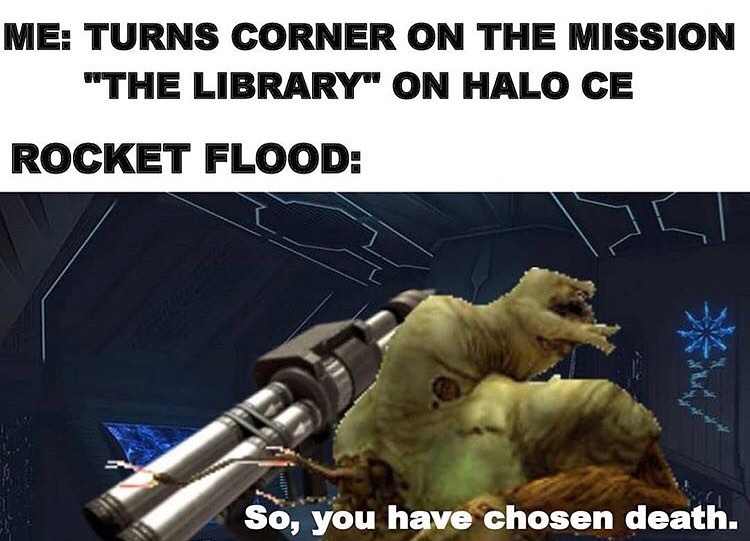 ME: TURNS CORNER ON THE MISSION
"THE LIBRARY" ON HALO CE
ROCKET FLOOD:
So, you have chosen death.